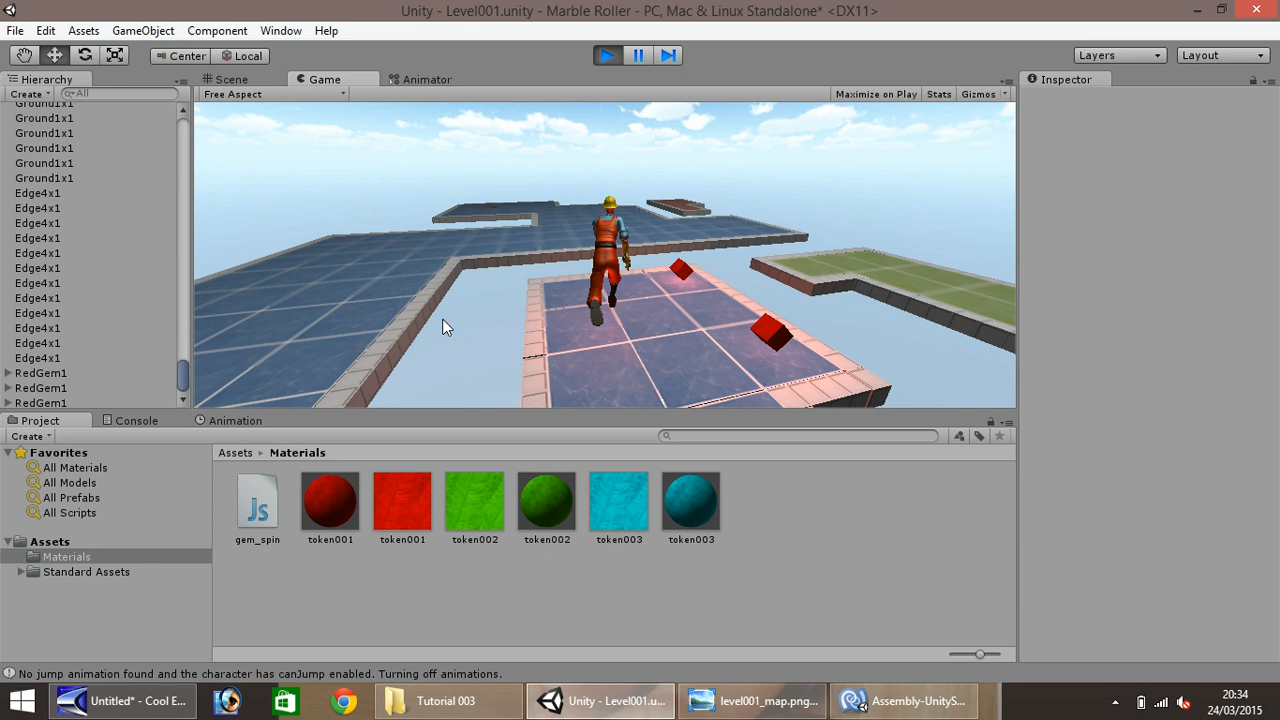 Unity - Level001.unity - Marble Roller - PC, Mac & Linux Standalone* <DX11>
File Edit Assets GameObject Component Window Help
Center Local Layers Layout
Hierarchy Scene Game Animator Inspector
Create All Free Aspect Maximize on Play Stats Gizmos
Ground1x1
Ground1x1
Ground1x1
Ground1x1
Ground1x1
Ground1x1
Edge4x1
Edge4x1
Edge4x1
Edge4x1
Edge4x1
Edge4x1
Edge4x1
Edge4x1
Edge4x1
Edge4x1
Edge4x1
Edge4x1
RedGem1
RedGem1
RedGem1
Project Console Animation
Create
Favorites
All Materials
All Models
All Prefabs
All Scripts
Assets
Materials
Standard Assets
Assets Materials
Js
gem_spin token001 token001 token002 token002 token003 token003
No jump animation found and the character has canJump enabled. Turning off animations.
Untitled* - Cool E... Tutorial 003 Unity - Level001.u... level001_map.png... Assembly-UnityS...
20:34
24/03/2015